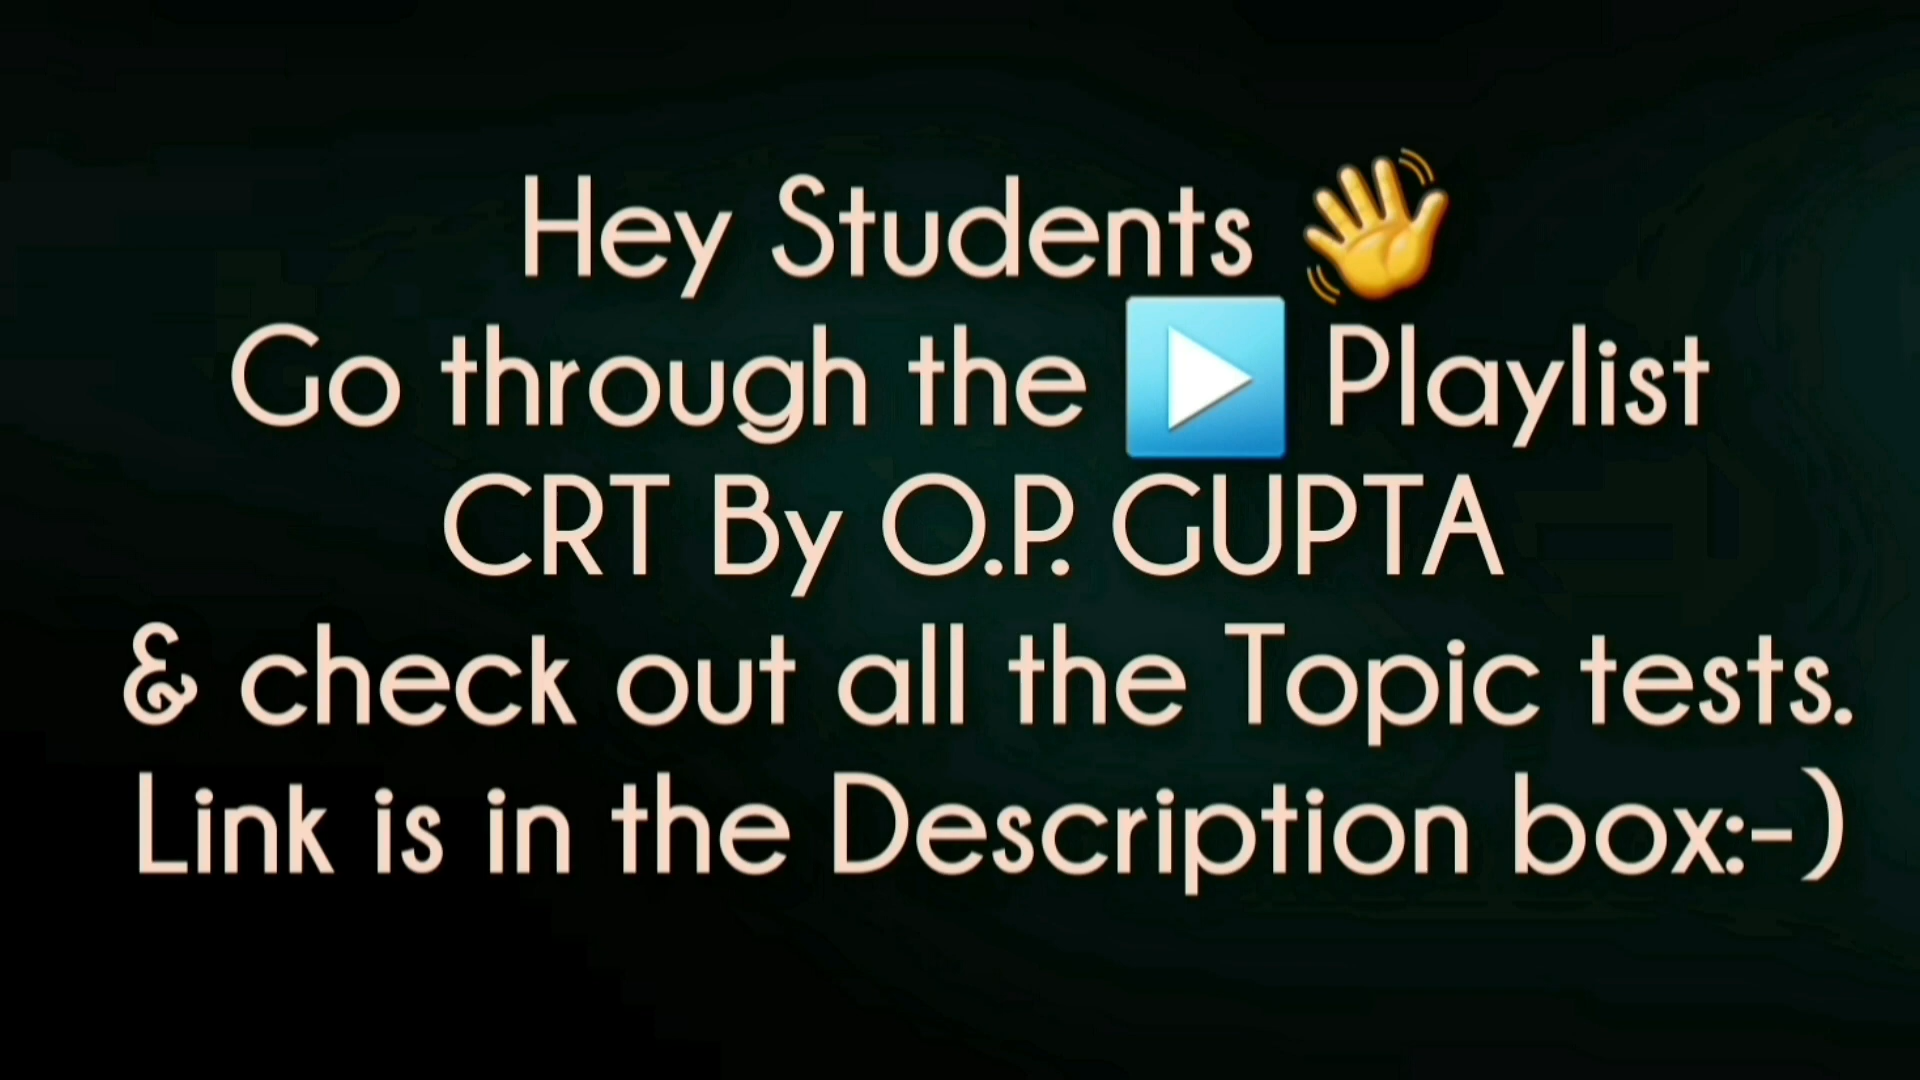 Hey Students 👋
Go through the ▶️ Playlist
CRT By O.P. GUPTA
& check out all the Topic tests.
Link is in the Description box:-)